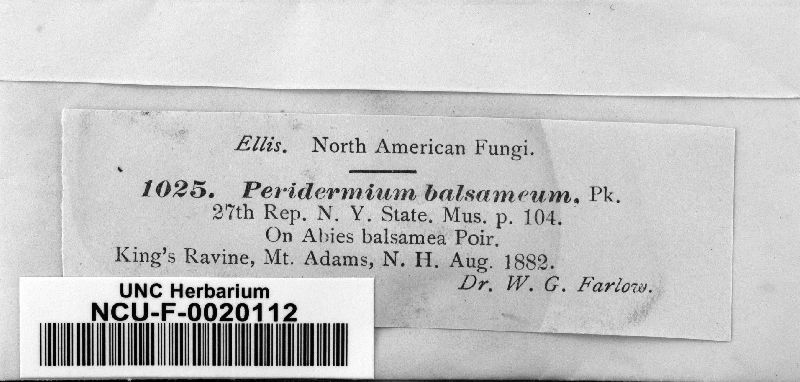 Ellis. North American Fungi.
1025. Peridermium balsameum, Pk.
27th Rep. N. Y. State. Mus. p. 104.
On Abies balsamea Poir.
King's Ravine, Mt. Adams, N. H. Aug. 1882.
Dr. W. G. Farlow.
UNC Herbarium
NCU-F-0020112